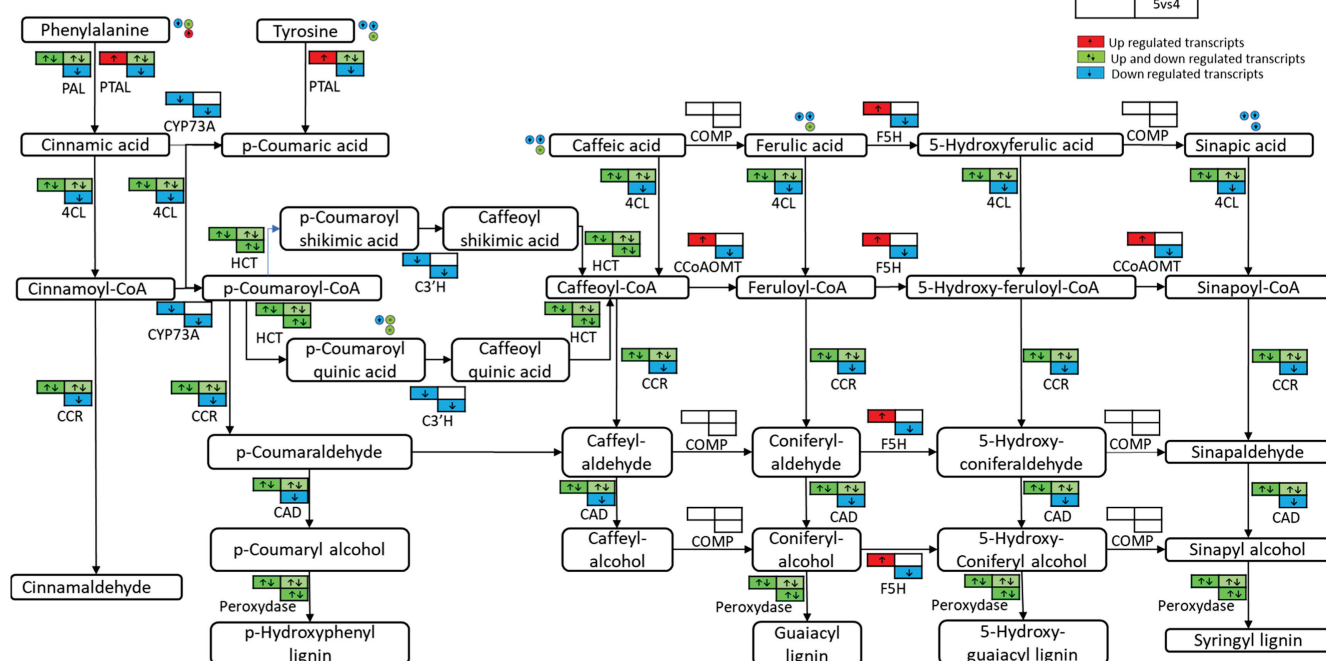 5vs4
Up regulated transcripts
Up and down regulated transcripts
Down regulated transcripts
Phenylalanine
Tyrosine
PAL
PTAL
PTAL
CYP73A
COMP
F5H
COMP
Cinnamic acid
p-Coumaric acid
Caffeic acid
Ferulic acid
5-Hydroxyferulic acid
Sinapic acid
4CL
4CL
4CL
4CL
4CL
4CL
p-Coumaroyl
shikimic acid
Caffeoyl
shikimic acid
HCT
C3'H
HCT
CCoAOMT
F5H
CCoAOMT
Cinnamoyl-CoA
p-Coumaroyl-CoA
Caffeoyl-CoA
Feruloyl-CoA
5-Hydroxy-feruloyl-CoA
Sinapoyl-CoA
CYP73A
HCT
HCT
p-Coumaroyl
quinic acid
Caffeoyl
quinic acid
C3'H
CCR
CCR
CCR
CCR
CCR
CCR
p-Coumaraldehyde
Caffeyl-
aldehyde
COMP
Coniferyl-
aldehyde
F5H
5-Hydroxy-
coniferaldehyde
COMP
Sinapaldehyde
CAD
CAD
CAD
CAD
CAD
p-Coumaryl alcohol
Caffeyl-
alcohol
COMP
Coniferyl-
alcohol
F5H
5-Hydroxy-
Coniferyl alcohol
COMP
Sinapyl alcohol
Cinnamaldehyde
Peroxydase
Peroxydase
Peroxydase
Peroxydase
p-Hydroxyphenyl
lignin
Guaiacyl
lignin
5-Hydroxy-
guaiacyl lignin
Syringyl lignin